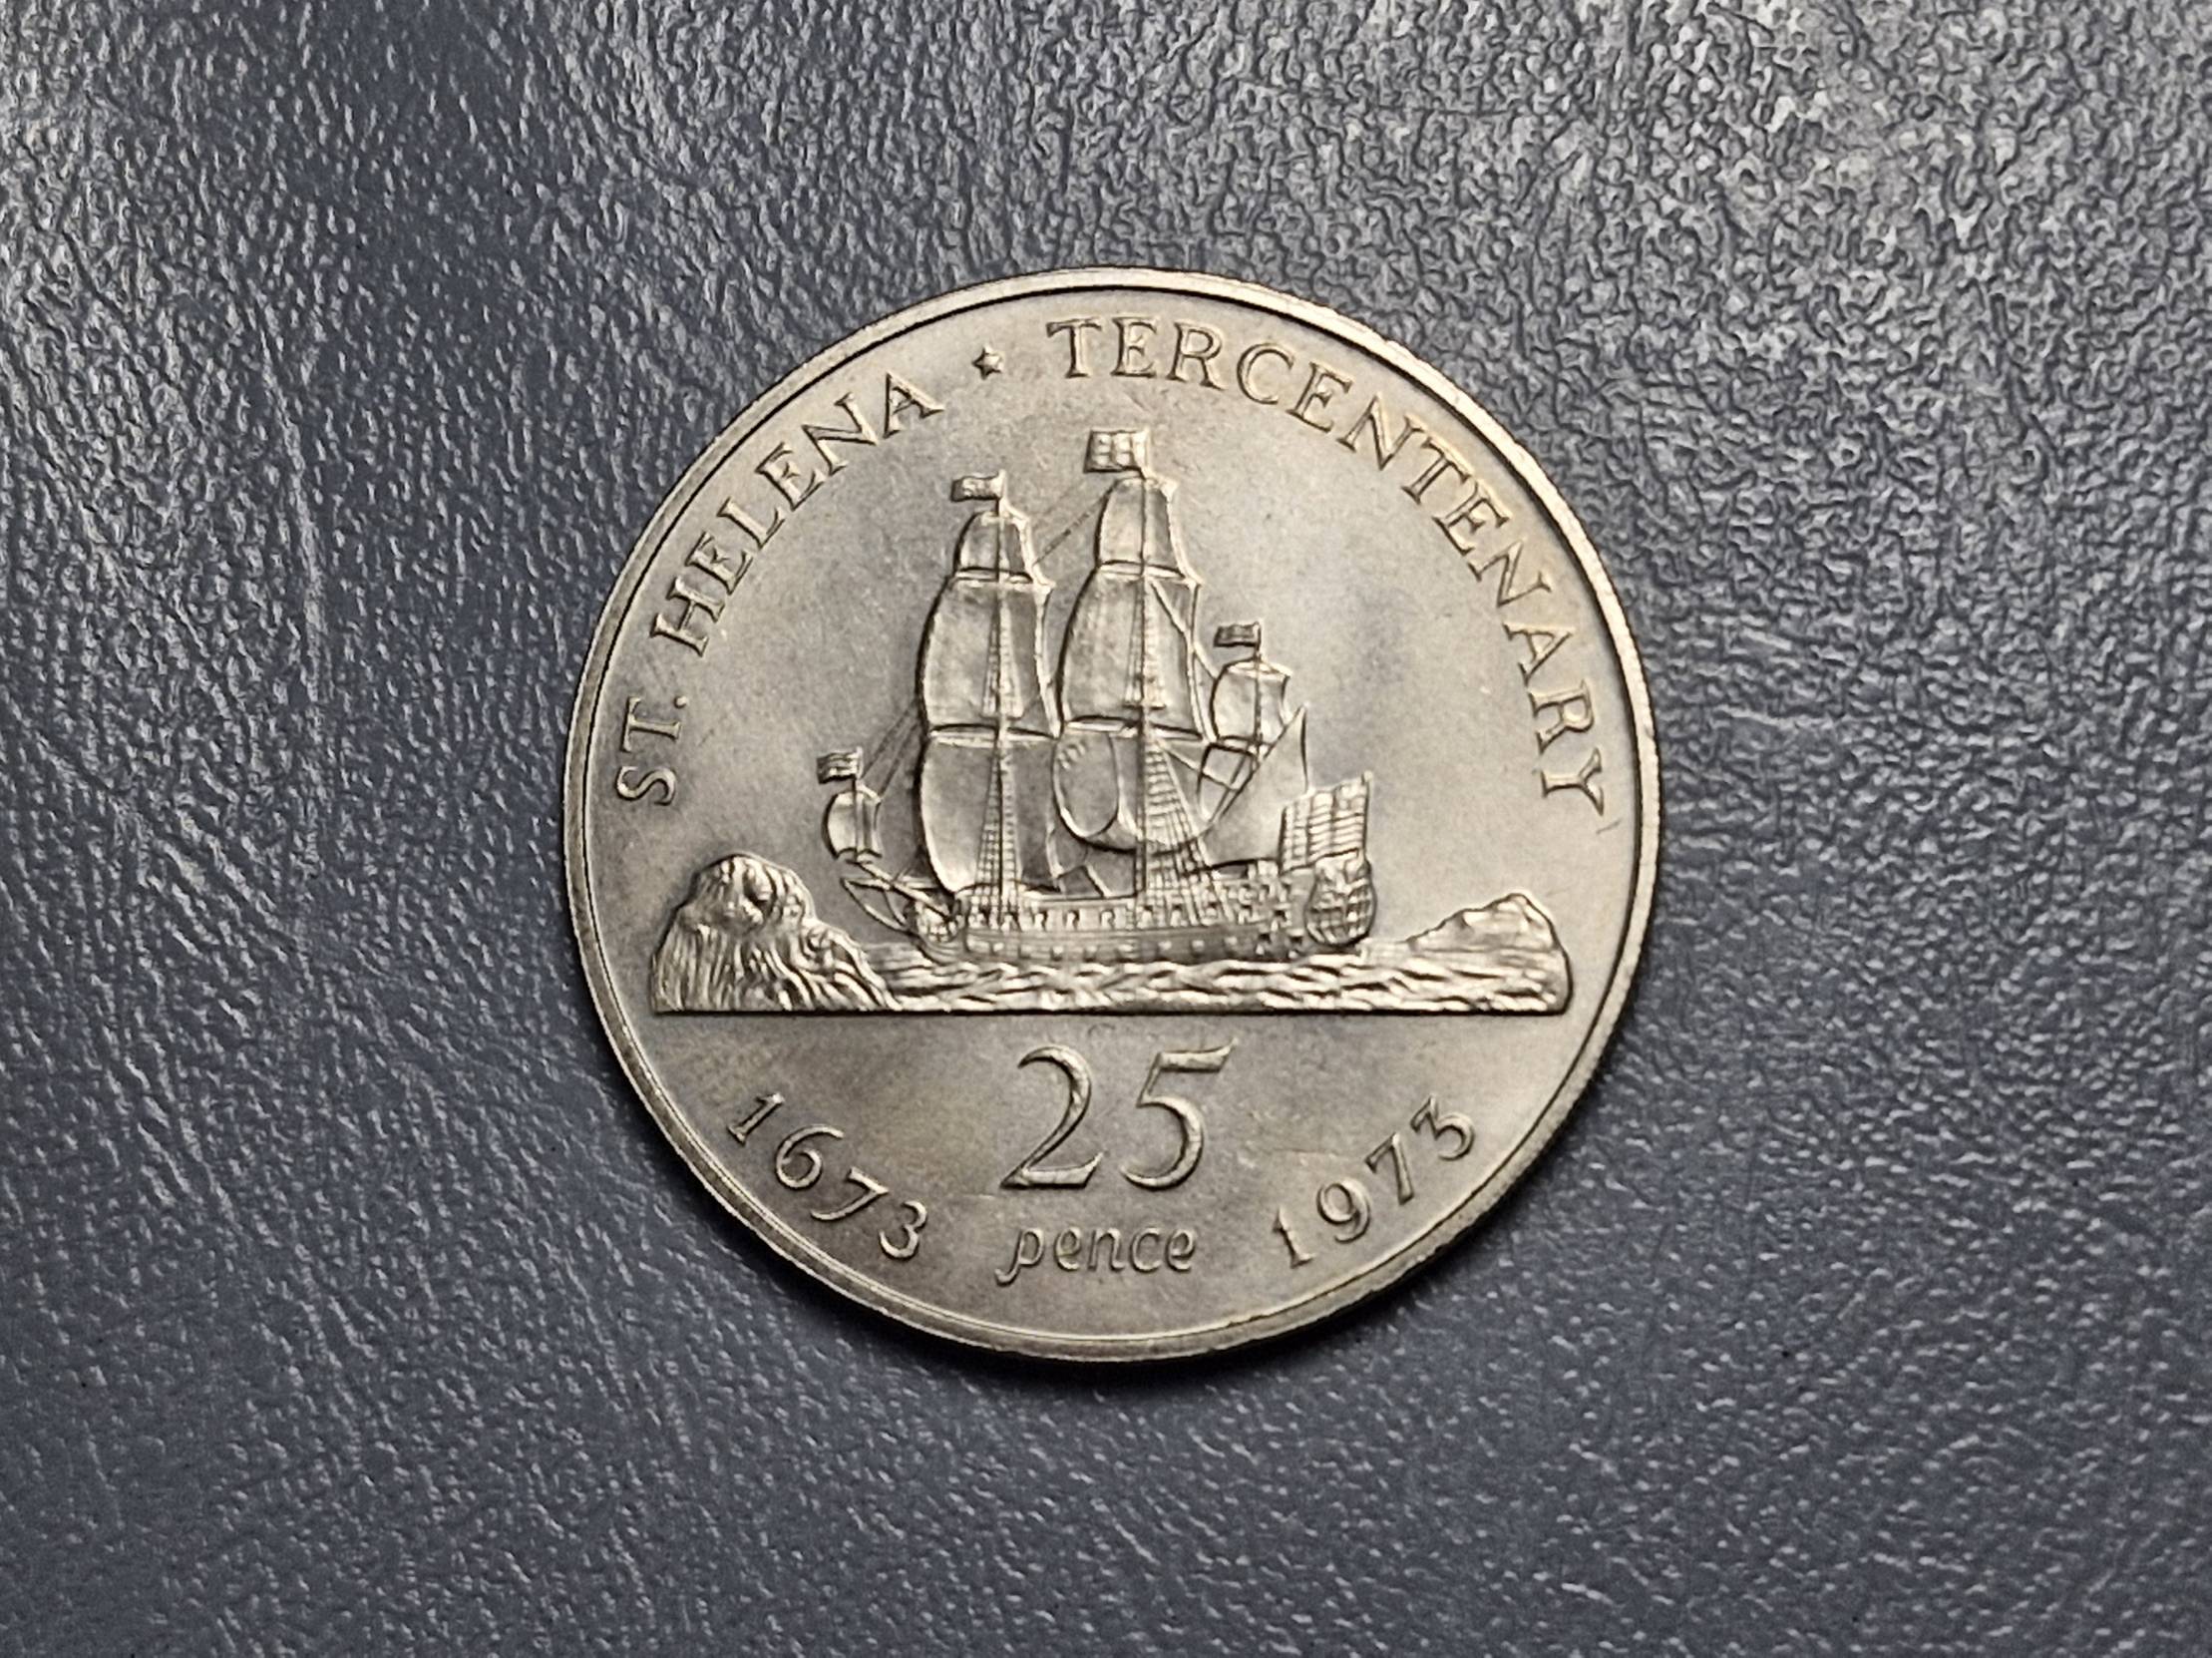 ST. HELENA ★ TERCENTENARY
25
pence
1673 1973